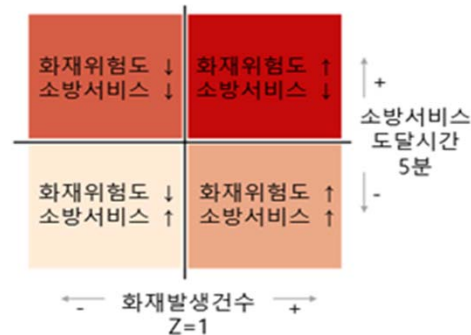 화재위험도 ↓
소방서비스 ↓
화재위험도 ↑
소방서비스 ↓
+
소방서비스
도달시간
5분
-
화재위험도 ↓
소방서비스 ↑
화재위험도 ↑
소방서비스 ↑
- 화재발생건수 +
Z=1